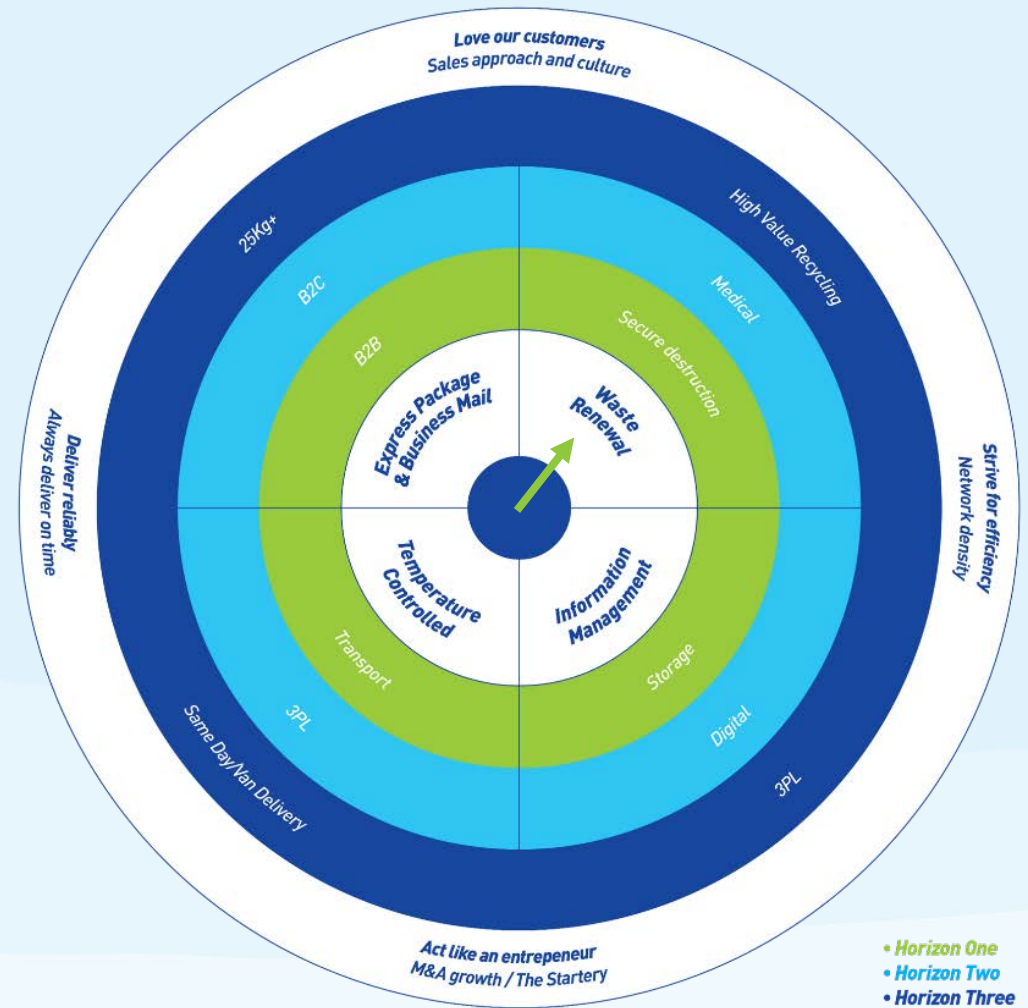 Love our customers
Sales approach and culture
25Kg+
High Value Recycling
B2C
Medical
B2B
Secure destruction
Express Package
& Business Mail
Waste
Renewal
Deliver reliably
Always deliver on time
Strive for efficiency
Network density
Temperature
Controlled
Information
Management
Transport
Storage
3PL
Digital
Same Day/Van Delivery
3PL
Act like an entrepeneur
M&A growth / The Startery
• Horizon One
• Horizon Two
• Horizon Three